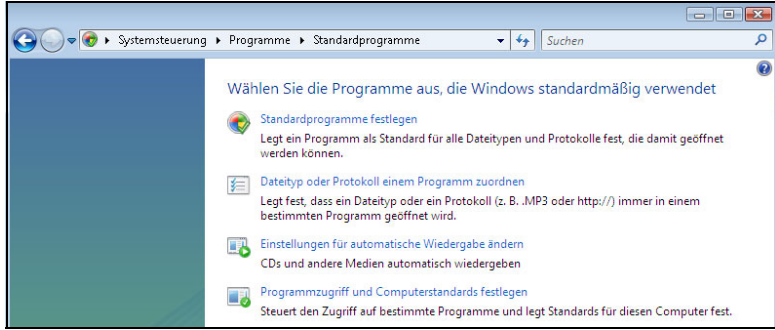 Systemsteuerung ▸ Programme ▸ Standardprogramme
Suchen
Wählen Sie die Programme aus, die Windows standardmäßig verwendet
Standardprogramme festlegen
Legt ein Programm als Standard für alle Dateitypen und Protokolle fest, die damit geöffnet
werden können.
Dateityp oder Protokoll einem Programm zuordnen
Legt fest, dass ein Dateityp oder ein Protokoll (z. B. .MP3 oder http://) immer in einem
bestimmten Programm geöffnet wird.
Einstellungen für automatische Wiedergabe ändern
CDs und andere Medien automatisch wiedergeben
Programmzugriff und Computerstandards festlegen
Steuert den Zugriff auf bestimmte Programme und legt Standards für diesen Computer fest.